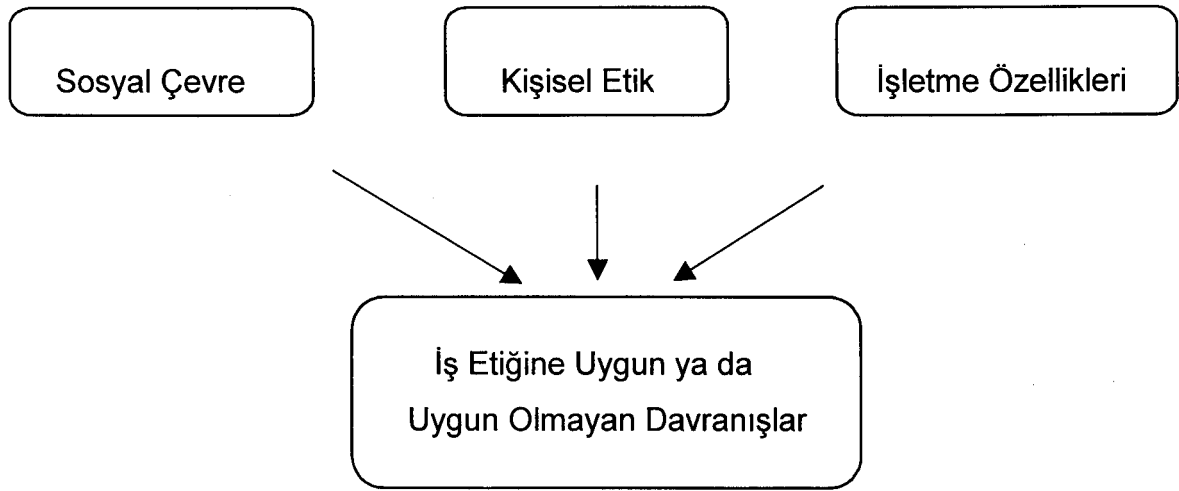 Sosyal Çevre
Kişisel Etik
İşletme Özellikleri
İş Etiğine Uygun ya da
Uygun Olmayan Davranışlar